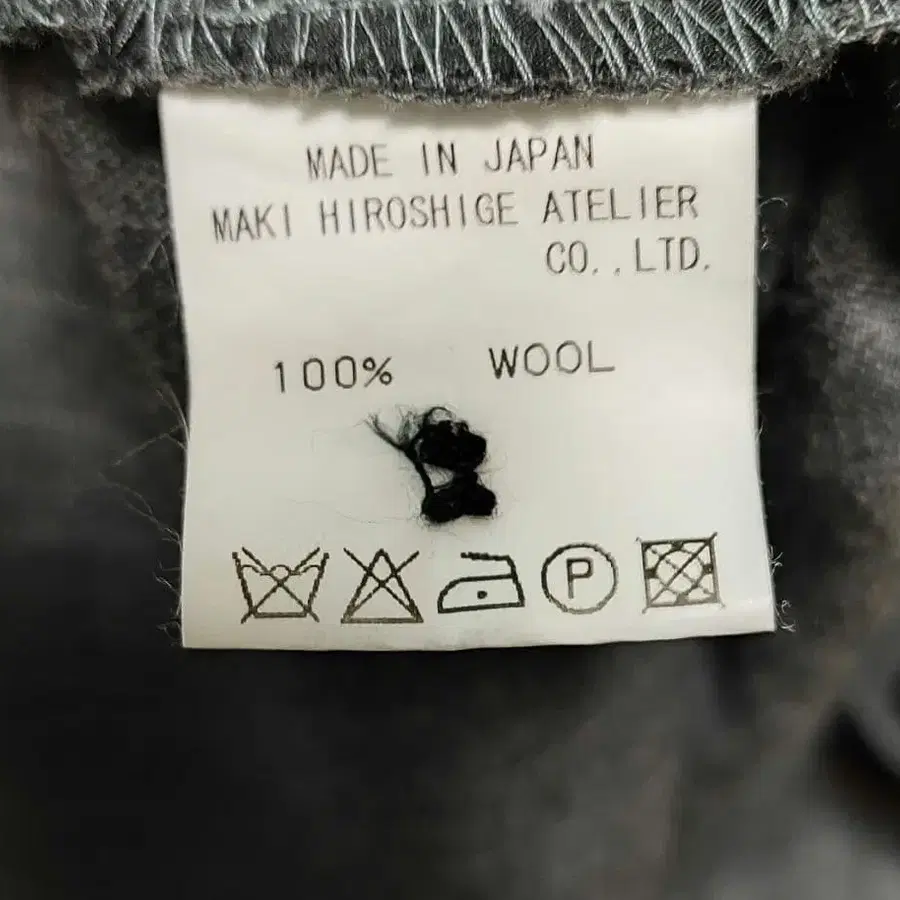 MADE IN JAPAN
MAKI HIROSHIGE ATELIER
CO.,LTD.
100% WOOL
P